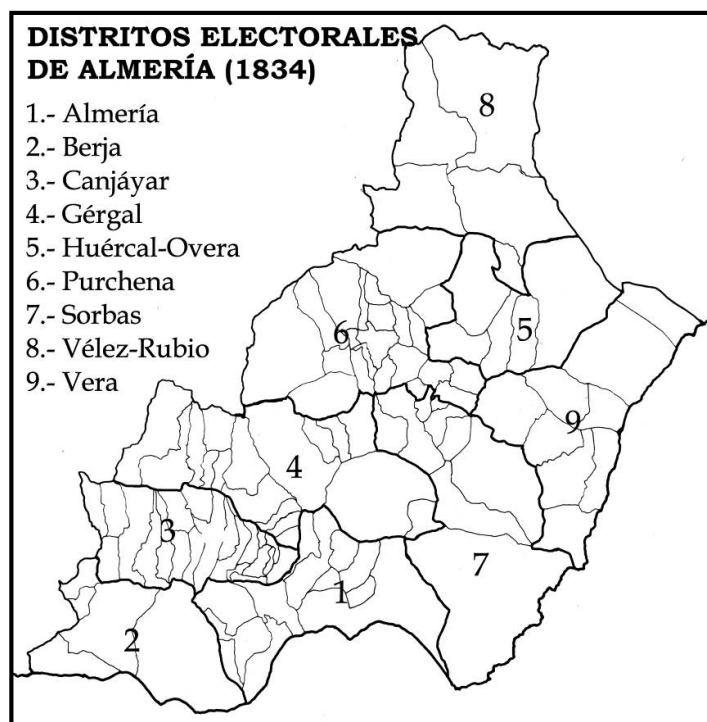 DISTRITOS ELECTORALES
DE ALMERÍA (1834)
1.- Almería
2.- Berja
3.- Canjáyar
4.- Gérgal
5.- Huércal-Overa
6.- Purchena
7.- Sorbas
8.- Vélez-Rubio
9.- Vera
8
6
5
9
4
3
7
1
2